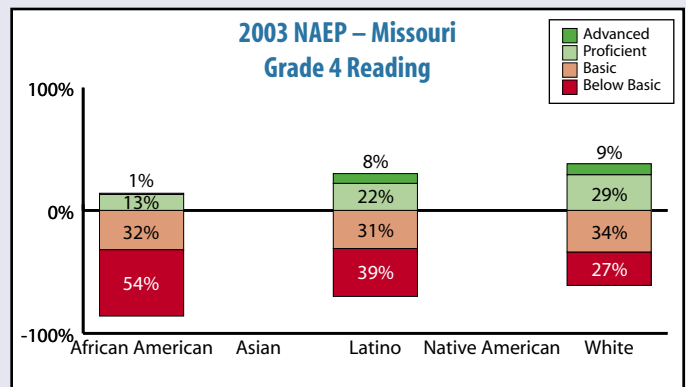 2003 NAEP – Missouri
Grade 4 Reading
Advanced
Proficient
Basic
Below Basic
100%
0%
-100%
1%
13%
32%
54%
8%
22%
31%
39%
9%
29%
34%
27%
African American
Asian
Latino
Native American
White